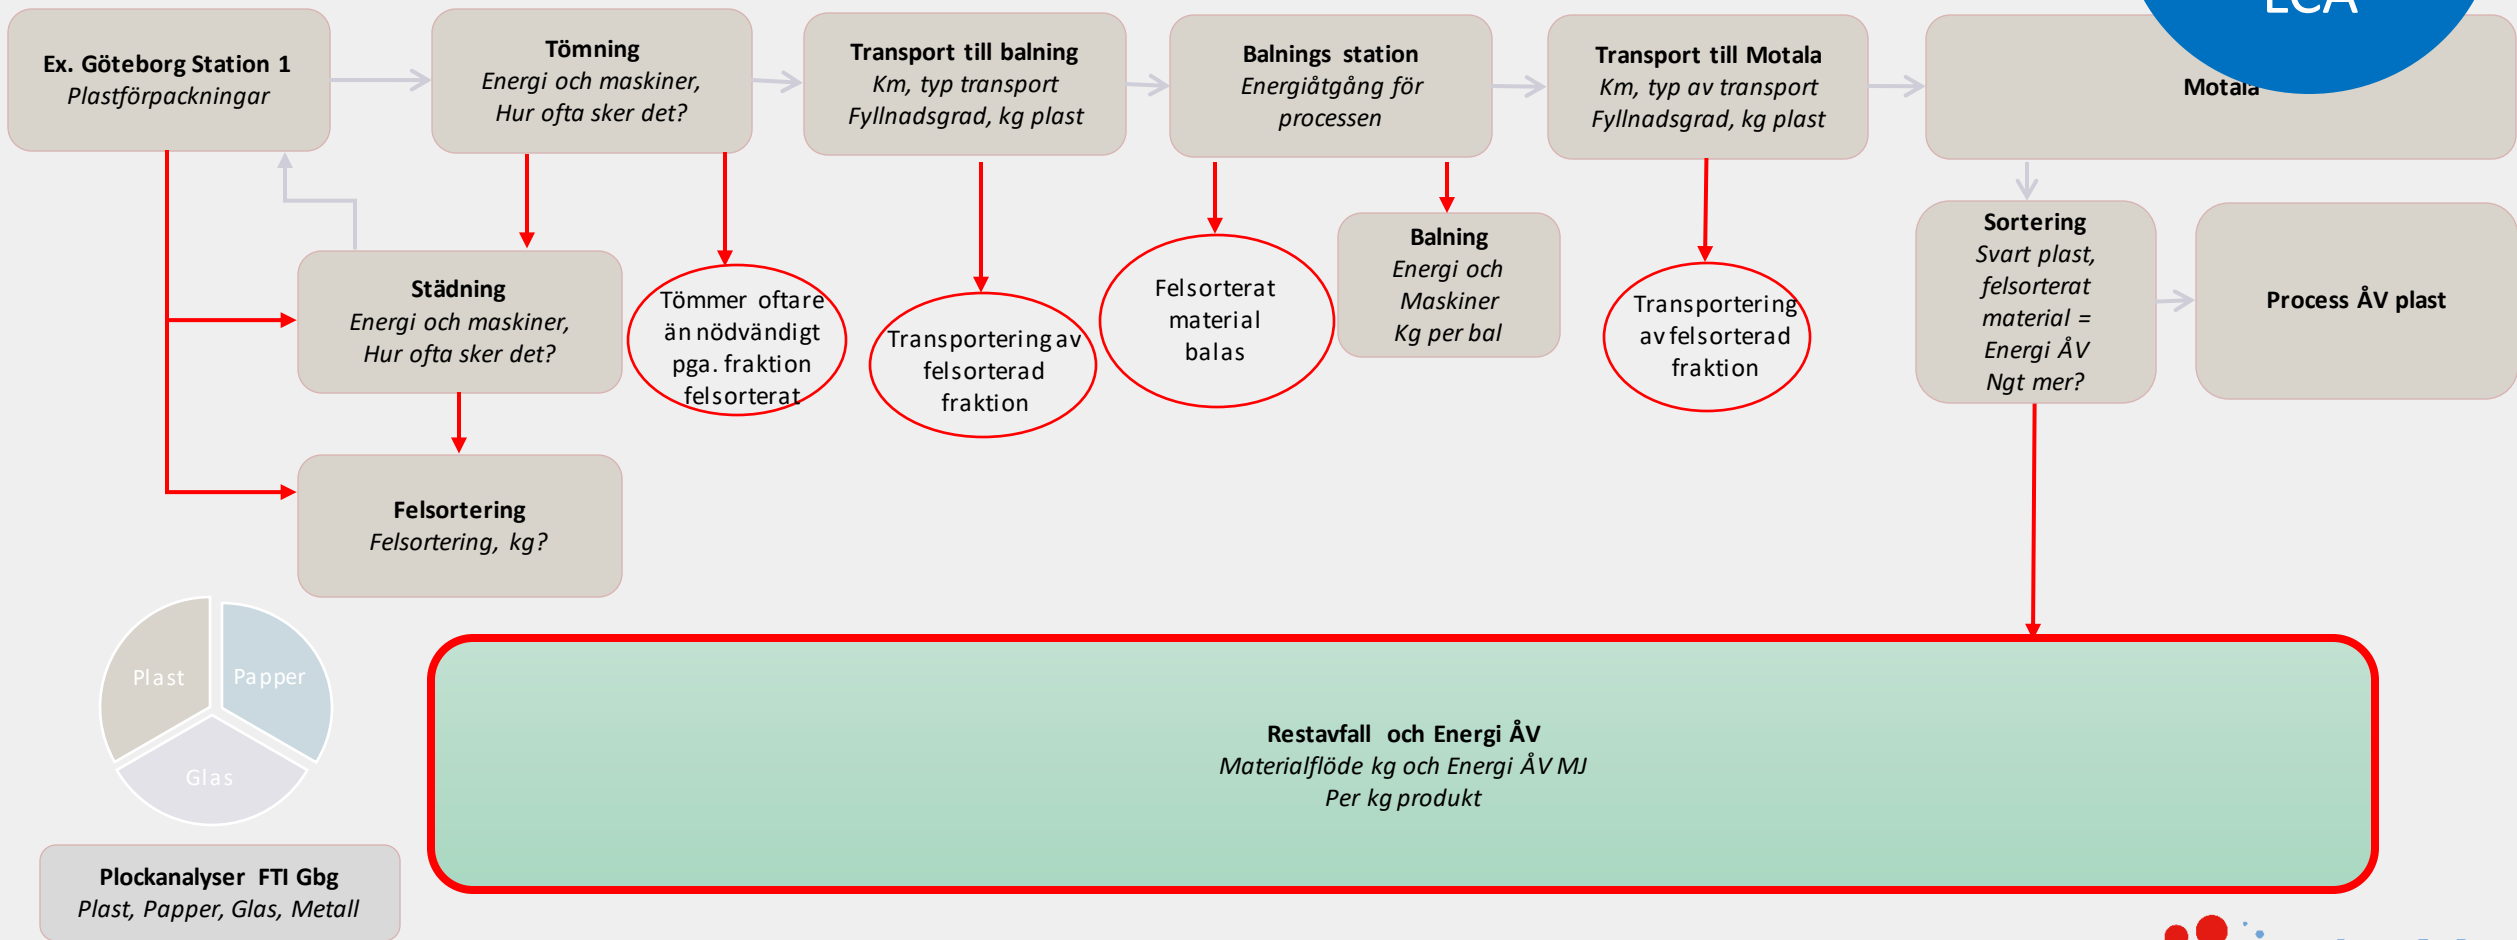 LCA
Ex. Göteborg Station 1
Plastförpackningar
Tömning
Energi och maskiner,
Hur ofta sker det?
Transport till balning
Km, typ transport
Fyllnadsgrad, kg plast
Balnings station
Energiåtgång för
processen
Transport till Motala
Km, typ av transport
Fyllnadsgrad, kg plast
Motala
Städning
Energi och maskiner,
Hur ofta sker det?
Tömmer oftare
än nödvändigt
pga. fraktion
felsorterat
Transportering av
felsorterad
fraktion
Felsorterat
material
balas
Balning
Energi och
Maskiner
Kg per bal
Transportering
av felsorterad
fraktion
Sortering
Svart plast,
felsorterat
material =
Energi ÅV
Ngt mer?
Process ÅV plast
Felsortering
Felsortering, kg?
Plast
Papper
Glas
Restavfall och Energi ÅV
Materialflöde kg och Energi ÅV MJ
Per kg produkt
Plockanalyser FTI Gbg
Plast, Papper, Glas, Metall